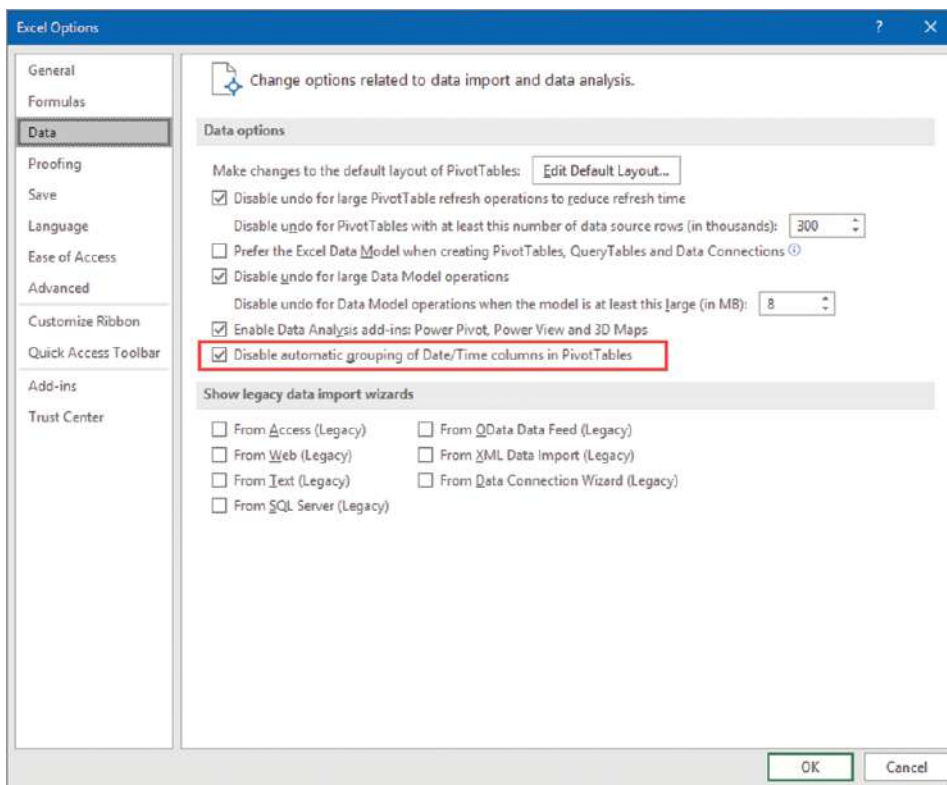 Excel Options
?
General
Formulas
Data
Proofing
Save
Language
Ease of Access
Advanced
Customize Ribbon
Quick Access Toolbar
Add-ins
Trust Center
Change options related to data import and data analysis.
Data options
Make changes to the default layout of PivotTables: Edit Default Layout...
Disable undo for large PivotTable refresh operations to reduce refresh time
Disable undo for PivotTables with at least this number of data source rows (in thousands): 300
Prefer the Excel Data Model when creating PivotTables, QueryTables and Data Connections
Disable undo for large Data Model operations
Disable undo for Data Model operations when the model is at least this large (in MB): 8
Enable Data Analysis add-ins: Power Pivot, Power View and 3D Maps
Disable automatic grouping of Date/Time columns in PivotTables
Show legacy data import wizards
From Access (Legacy) From OData Data Feed (Legacy)
From Web (Legacy) From XML Data Import (Legacy)
From Text (Legacy) From Data Connection Wizard (Legacy)
From SQL Server (Legacy)
OK Cancel